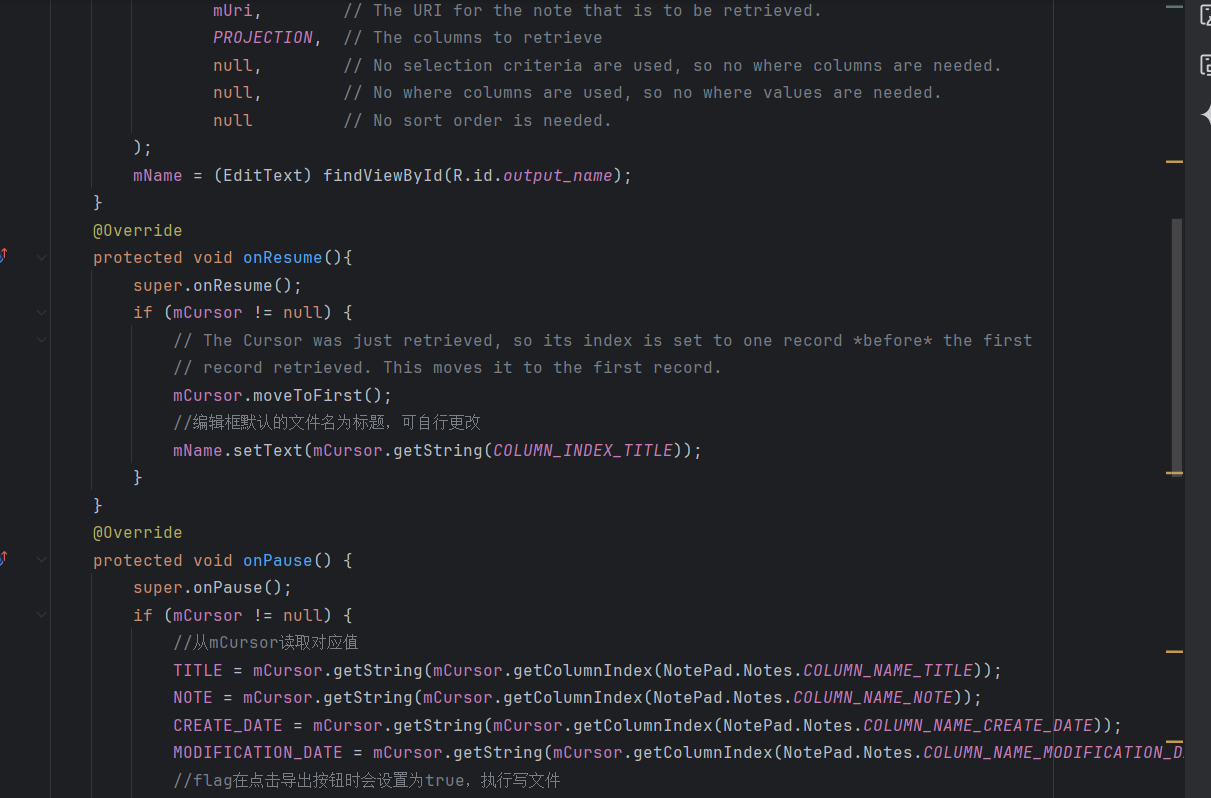 mUri,        // The URI for the note that is to be retrieved.
PROJECTION,  // The columns to retrieve
null,        // No selection criteria are used, so no where columns are needed.
null,        // No where columns are used, so no where values are needed.
null         // No sort order is needed.
);
mName = (EditText) findViewById(R.id.output_name);
}
@Override
protected void onResume(){
super.onResume();
if (mCursor != null) {
// The Cursor was just retrieved, so its index is set to one record *before* the first
// record retrieved. This moves it to the first record.
mCursor.moveToFirst();
//编辑框默认的文件名为标题，可自行更改
mName.setText(mCursor.getString(COLUMN_INDEX_TITLE));
}
}
@Override
protected void onPause() {
super.onPause();
if (mCursor != null) {
//从mCursor读取对应值
TITLE = mCursor.getString(mCursor.getColumnIndex(NotePad.Notes.COLUMN_NAME_TITLE));
NOTE = mCursor.getString(mCursor.getColumnIndex(NotePad.Notes.COLUMN_NAME_NOTE));
CREATE_DATE = mCursor.getString(mCursor.getColumnIndex(NotePad.Notes.COLUMN_NAME_CREATE_DATE));
MODIFICATION_DATE = mCursor.getString(mCursor.getColumnIndex(NotePad.Notes.COLUMN_NAME_MODIFICATION_D
//flag在点击导出按钮时会设置为true，执行写文件